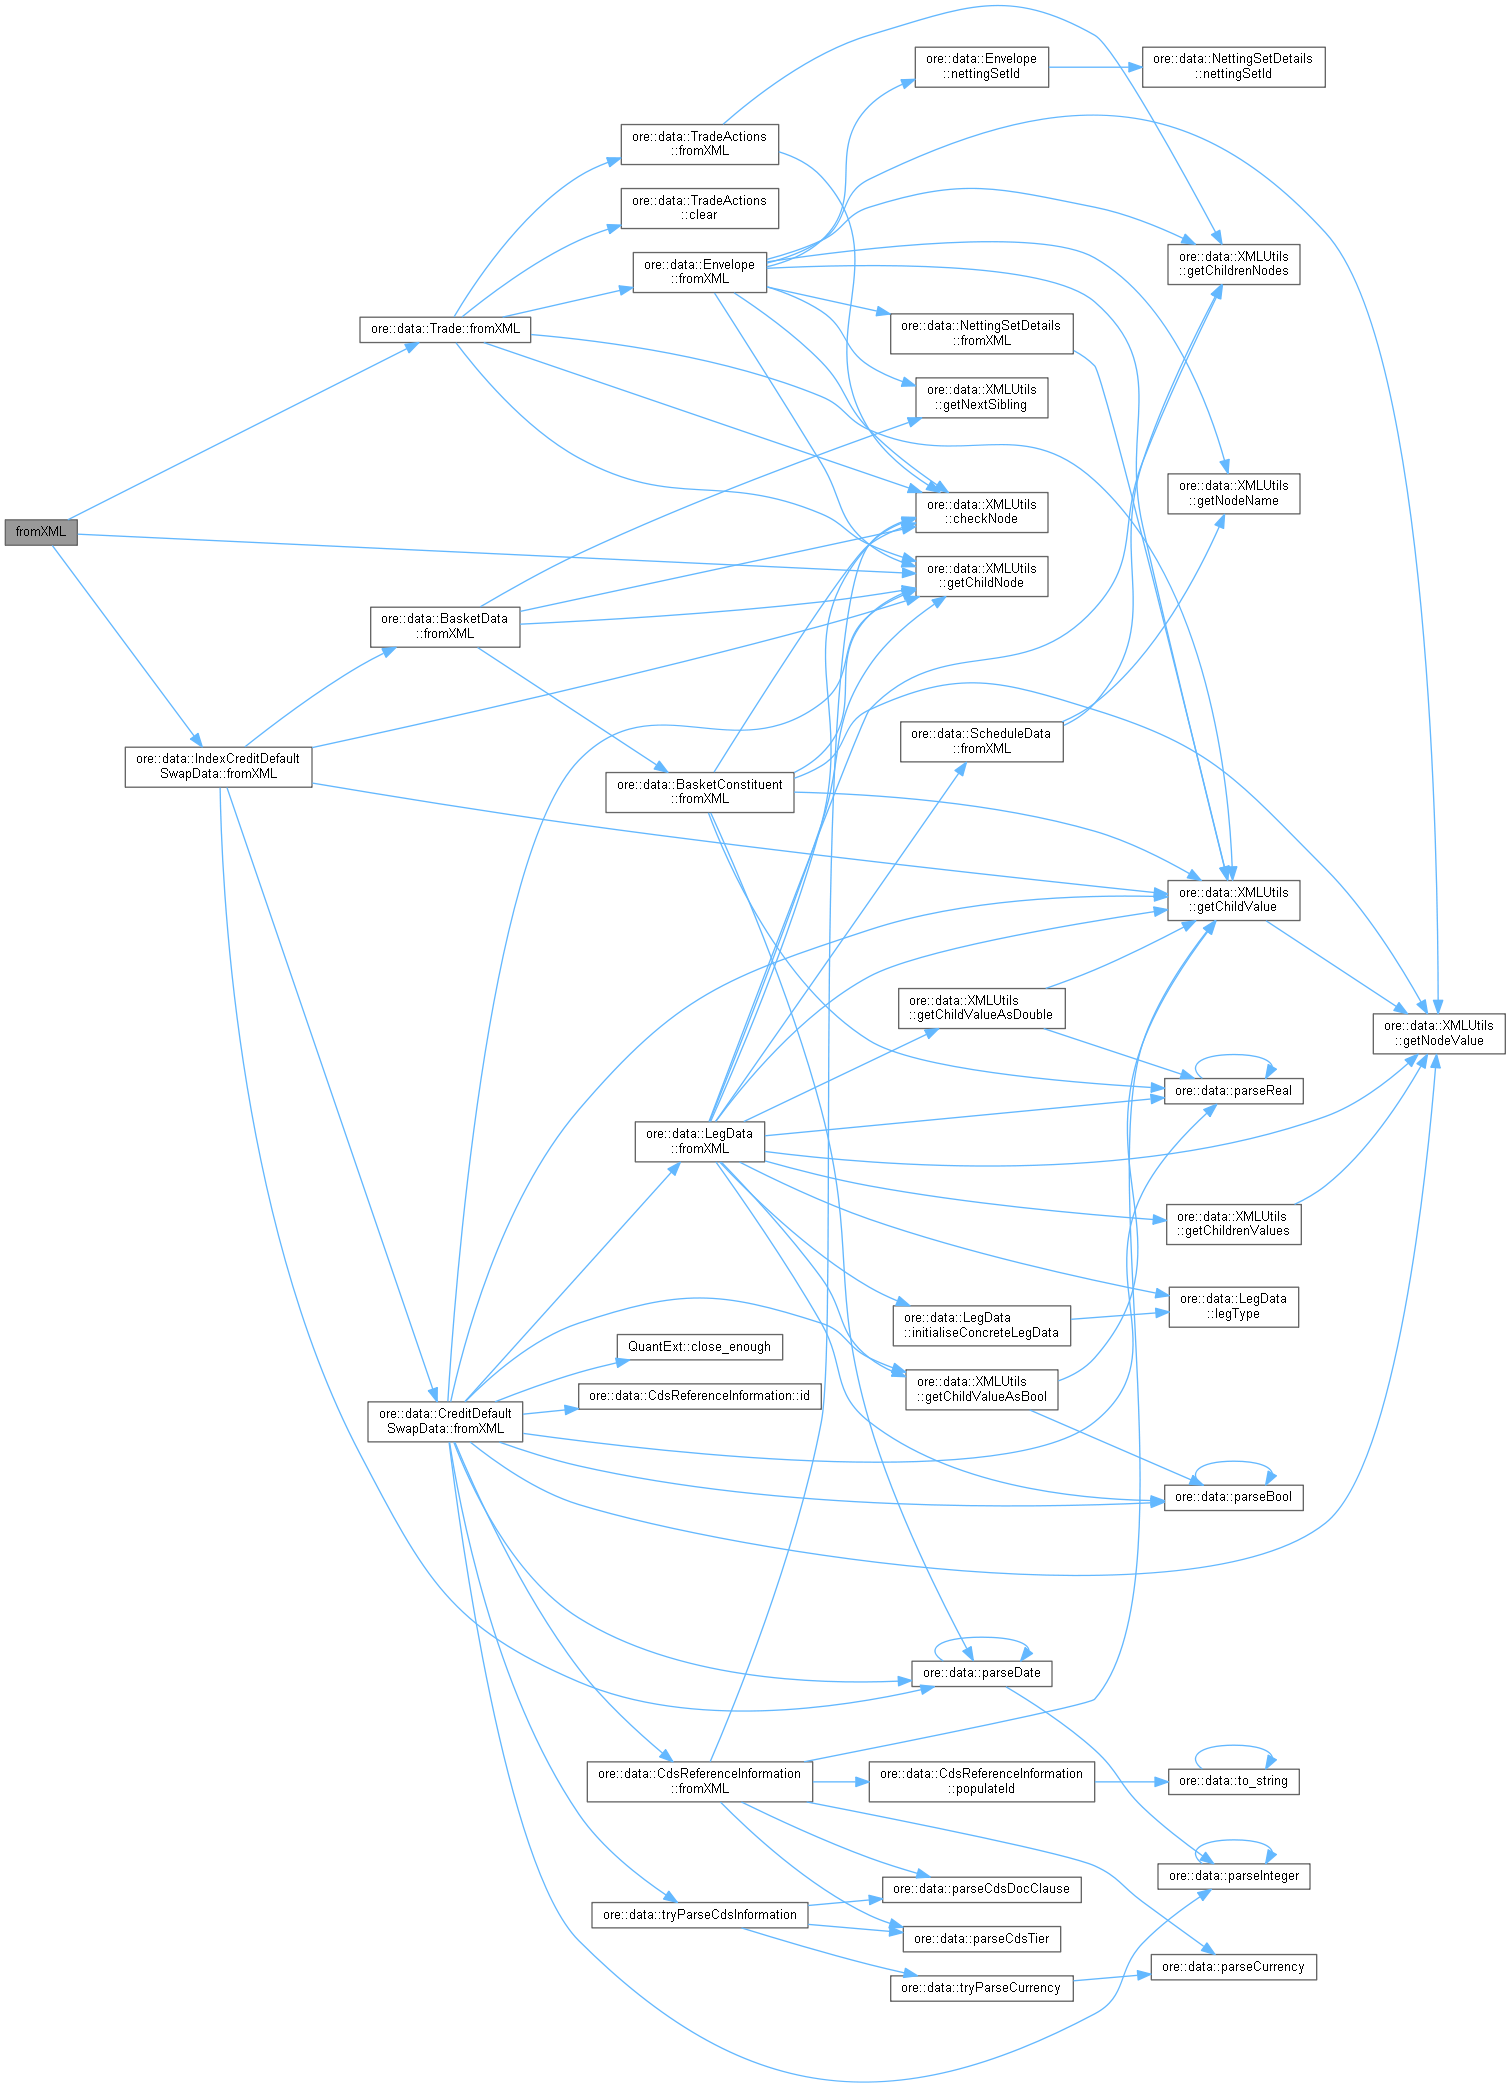 ore::data::Envelope
::nettingSetId
ore::data::NettingSetDetails
::nettingSetId
ore::data::TradeActions
::fromXML
ore::data::TradeActions
::clear
ore::data::Envelope
::fromXML
ore::data::XMLUtils
::getChildrenNodes
ore::data::Trade::fromXML
ore::data::NettingSetDetails
::fromXML
ore::data::XMLUtils
::getNextSibling
ore::data::XMLUtils
::getNodeName
fromXML
ore::data::XMLUtils
::checkNode
ore::data::XMLUtils
::getChildNode
ore::data::BasketData
::fromXML
ore::data::ScheduleData
::fromXML
ore::data::IndexCreditDefault
SwapData::fromXML
ore::data::BasketConstituent
::fromXML
ore::data::XMLUtils
::getChildValue
ore::data::XMLUtils
::getChildValueAsDouble
ore::data::XMLUtils
::getNodeValue
ore::data::parseReal
ore::data::LegData
::fromXML
ore::data::XMLUtils
::getChildrenValues
ore::data::LegData
::legType
ore::data::LegData
::initialiseConcreteLegData
QuantExt::close_enough
ore::data::XMLUtils
::getChildValueAsBool
ore::data::CdsReferenceInformation::id
ore::data::CreditDefault
SwapData::fromXML
ore::data::parseBool
ore::data::parseDate
ore::data::CdsReferenceInformation
::fromXML
ore::data::CdsReferenceInformation
::populateId
ore::data::to_string
ore::data::parseInteger
ore::data::parseCdsDocClause
ore::data::tryParseCdsInformation
ore::data::parseCdsTier
ore::data::parseCurrency
ore::data::tryParseCurrency